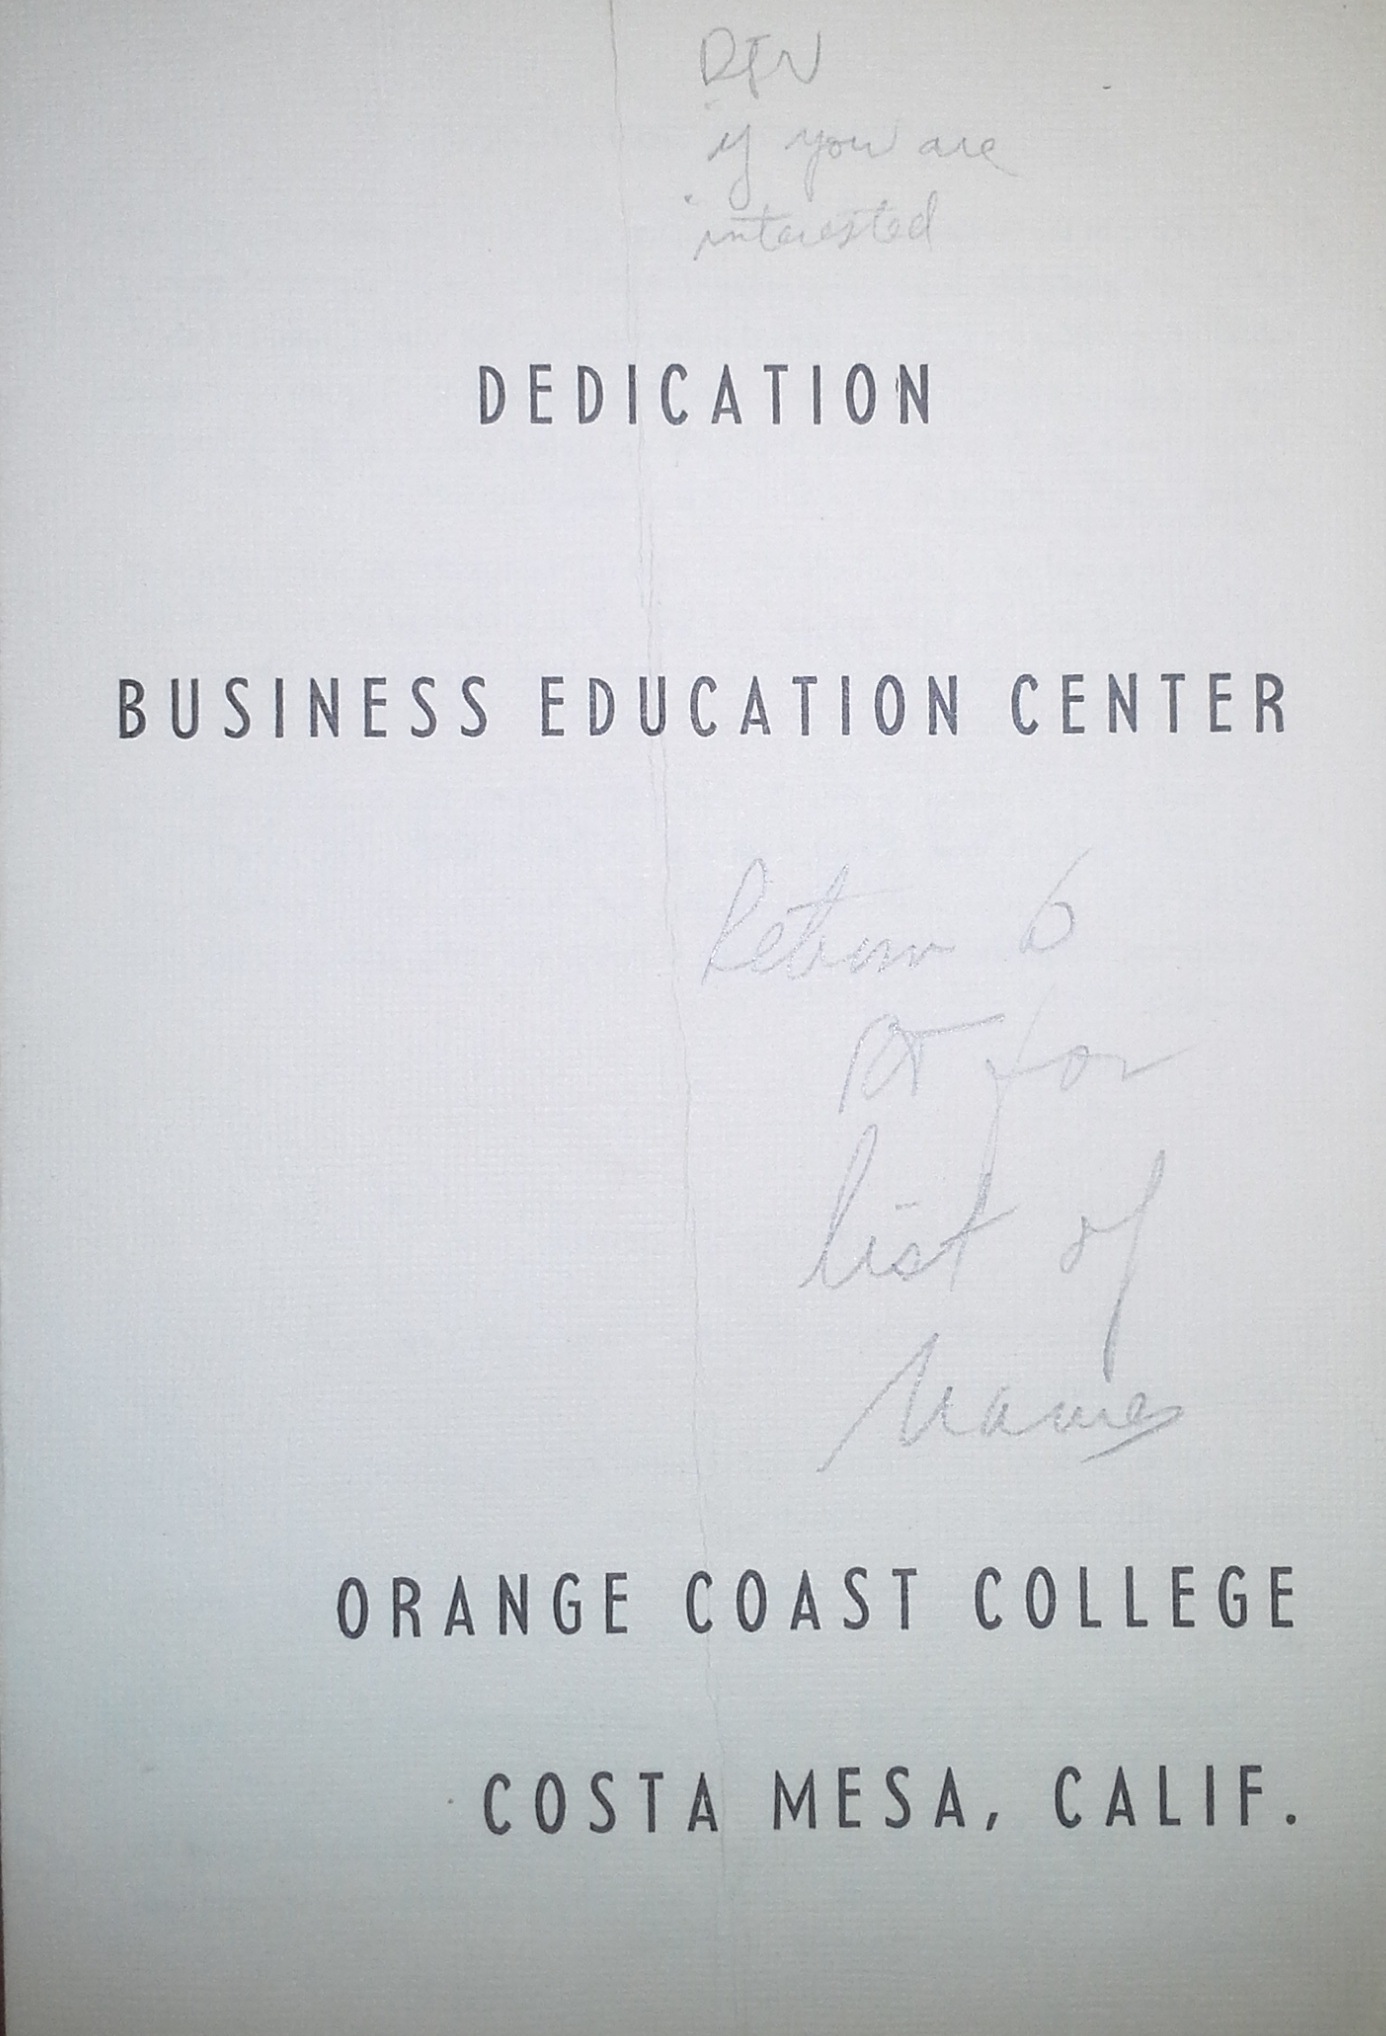 if you are
interested
DEDICATION
BUSINESS EDUCATION CENTER
Return to
for
list of
Names
ORANGE COAST COLLEGE
COSTA MESA, CALIF.